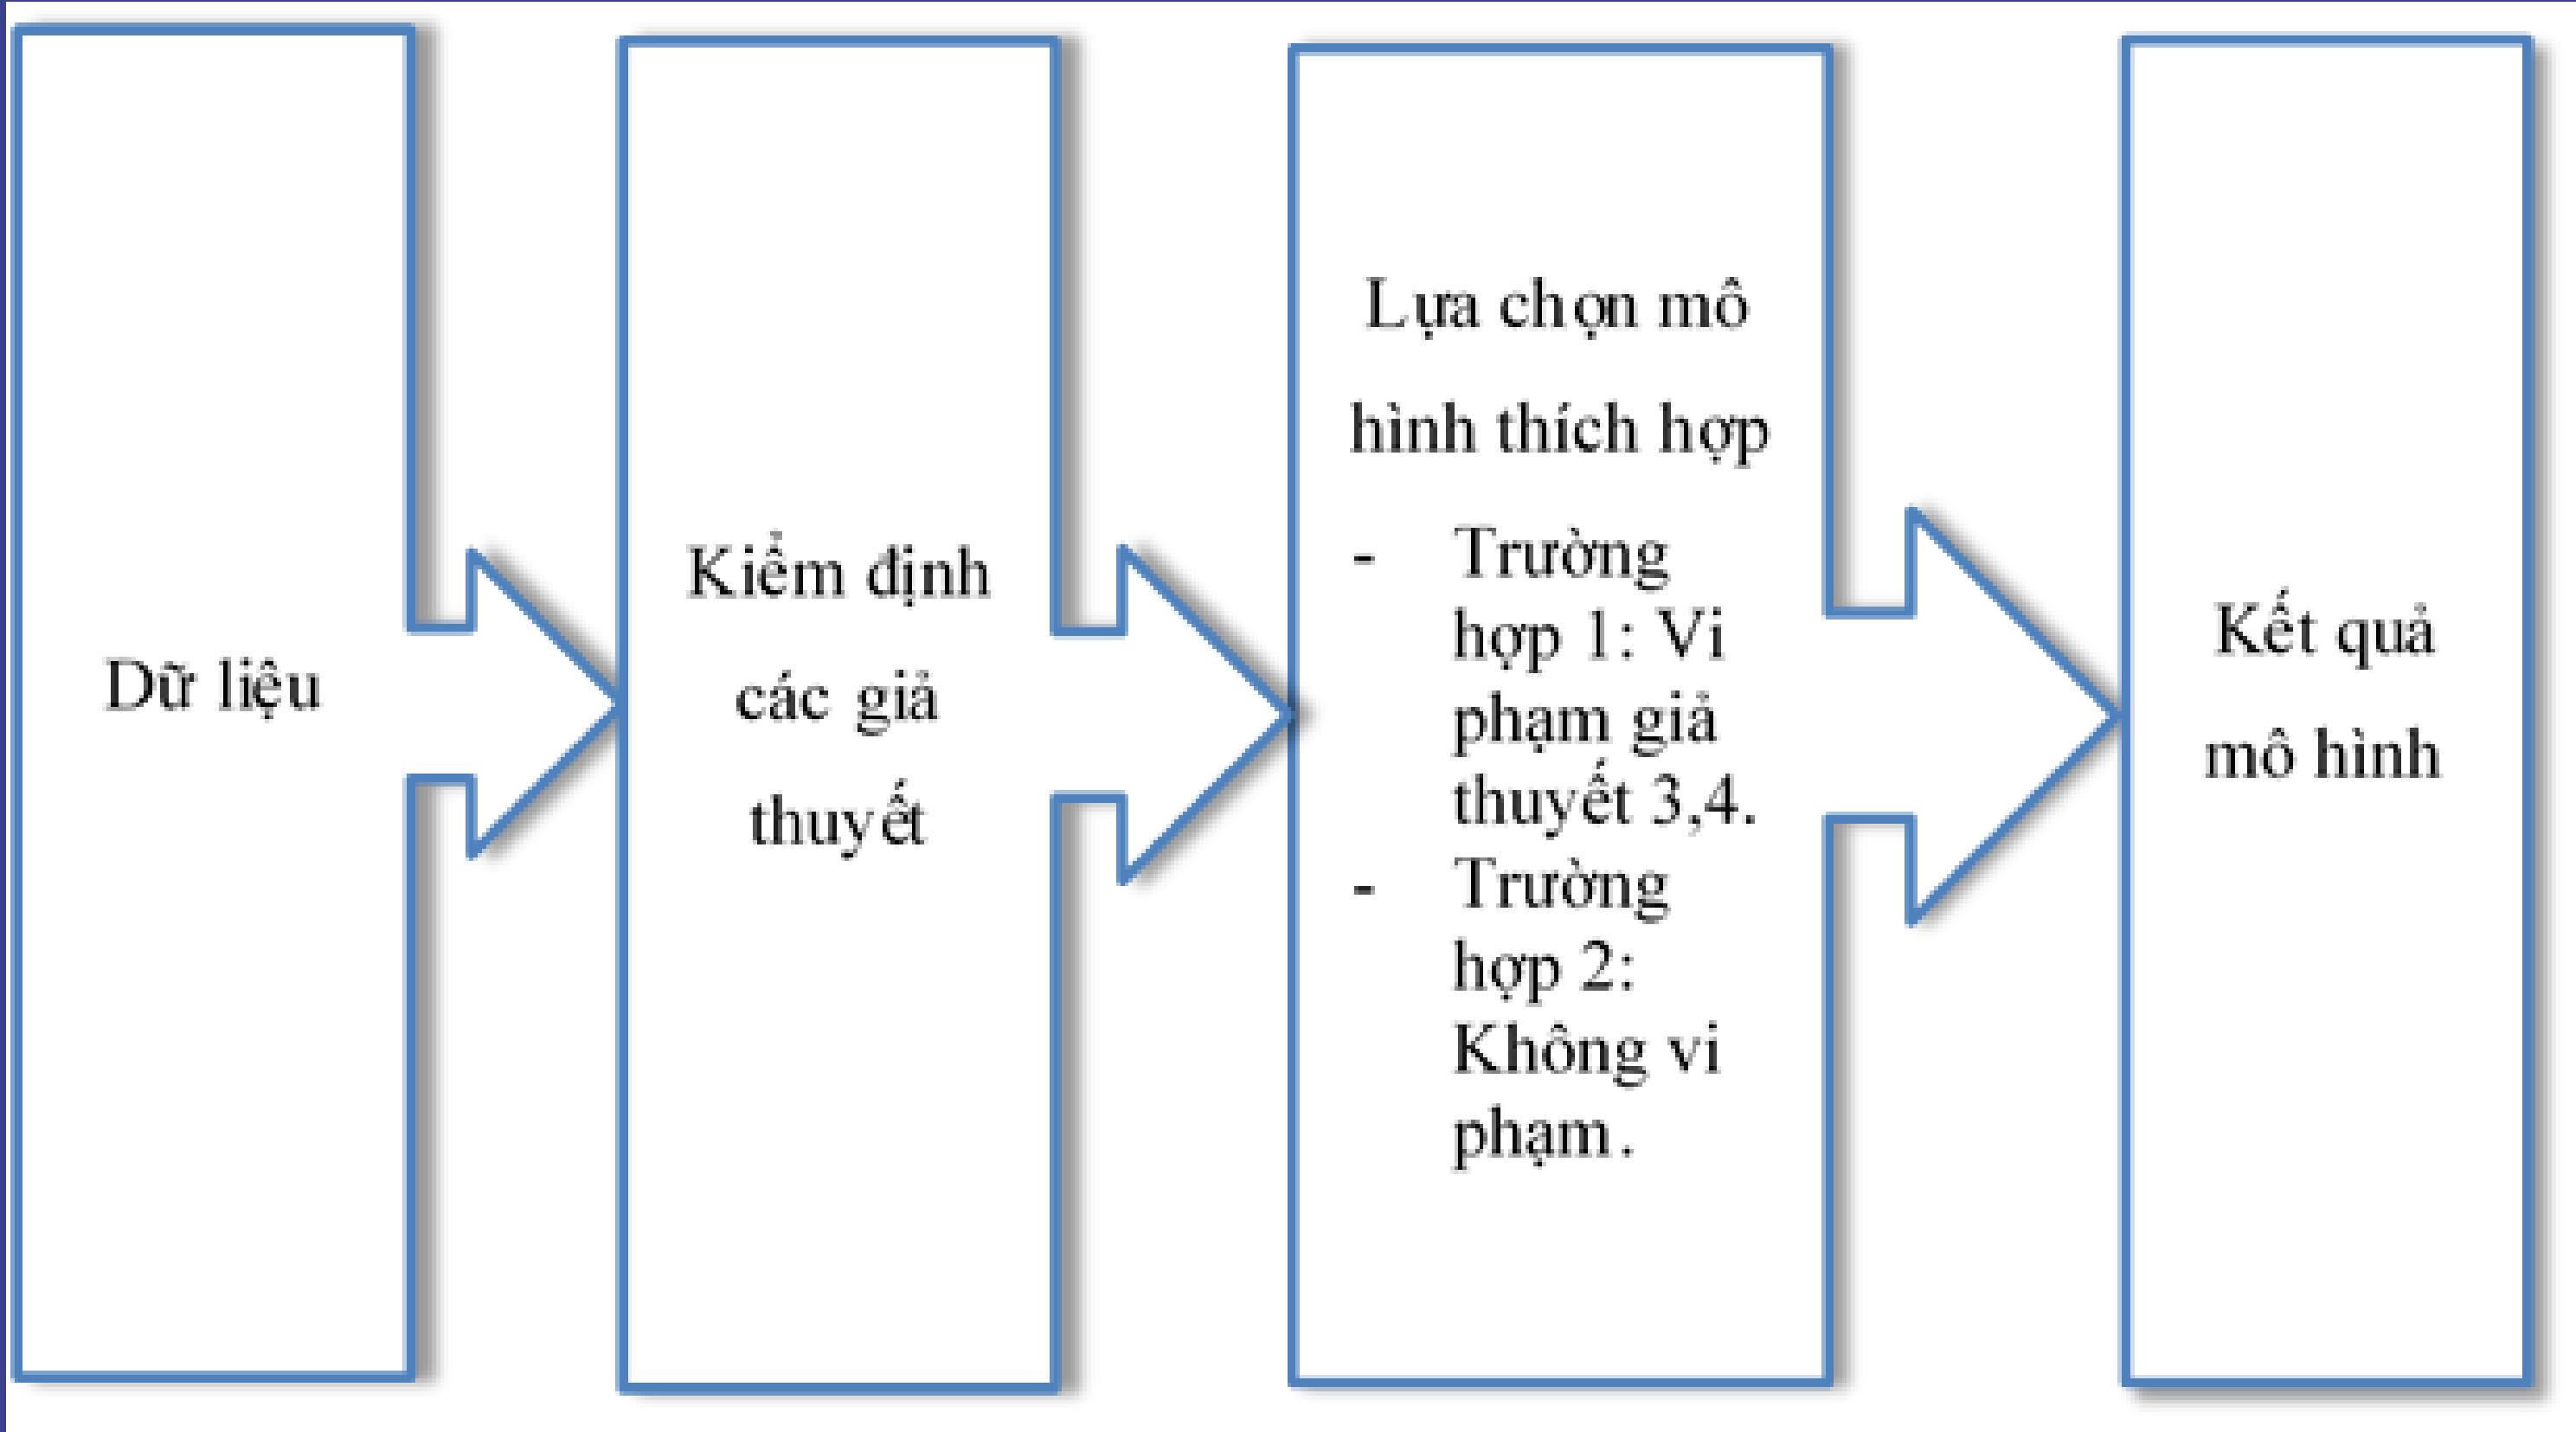 Dữ liệu
Kiểm định
các giả
thuyết
Lựa chọn mô
hình thích hợp
- Trường
hợp 1: Vi
phạm giả
thuyết 3,4.
- Trường
hợp 2:
Không vi
phạm.
Kết quả
mô hình